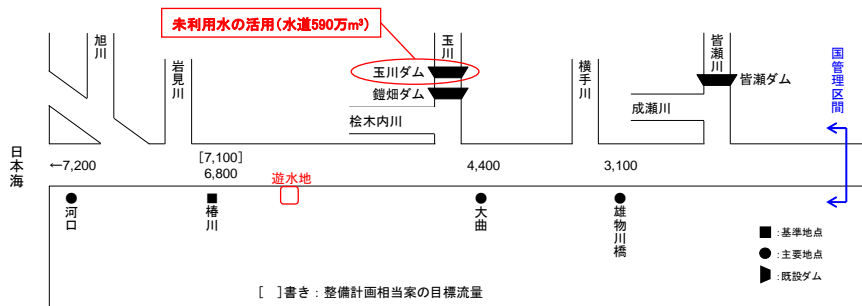 未利用水の活用(水道590万m³)
旭川
岩見川
玉川
玉川ダム
鎧畑ダム
桧木内川
横手川
皆瀬川
皆瀬ダム
成瀬川
国管理区間
日本海
←7,200
[7,100]
6,800
遊水地
4,400
3,100
河口
椿川
大曲
雄物川橋
■:基準地点
●:主要地点
:既設ダム
[ ]書き:整備計画相当案の目標流量